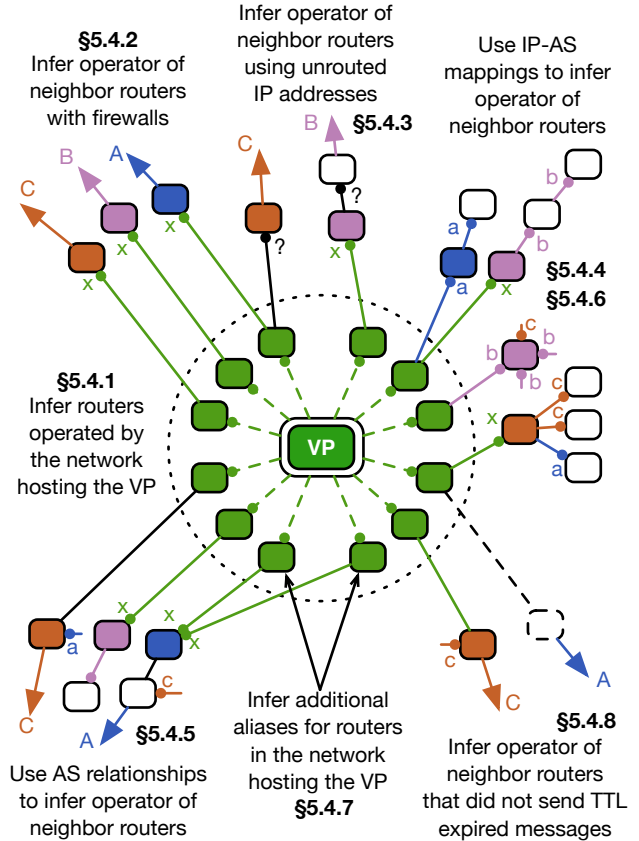 §5.4.2
Infer operator of
neighbor routers
with firewalls
Infer operator of
neighbor routers
using unrouted
IP addresses
§5.4.3
Use IP-AS
mappings to infer
operator of
neighbor routers
§5.4.4
§5.4.6
C
B
A
C
B
x
x
x
?
?
x
a
a
b
b
x
c
b
b
b
x
c
c
a
§5.4.1
Infer routers
operated by
the network
hosting the VP
VP
x
x
x
a
c
C
A
§5.4.5
Use AS relationships
to infer operator of
neighbor routers
Infer additional
aliases for routers
in the network
hosting the VP
§5.4.7
c
C
A
§5.4.8
Infer operator of
neighbor routers
that did not send TTL
expired messages